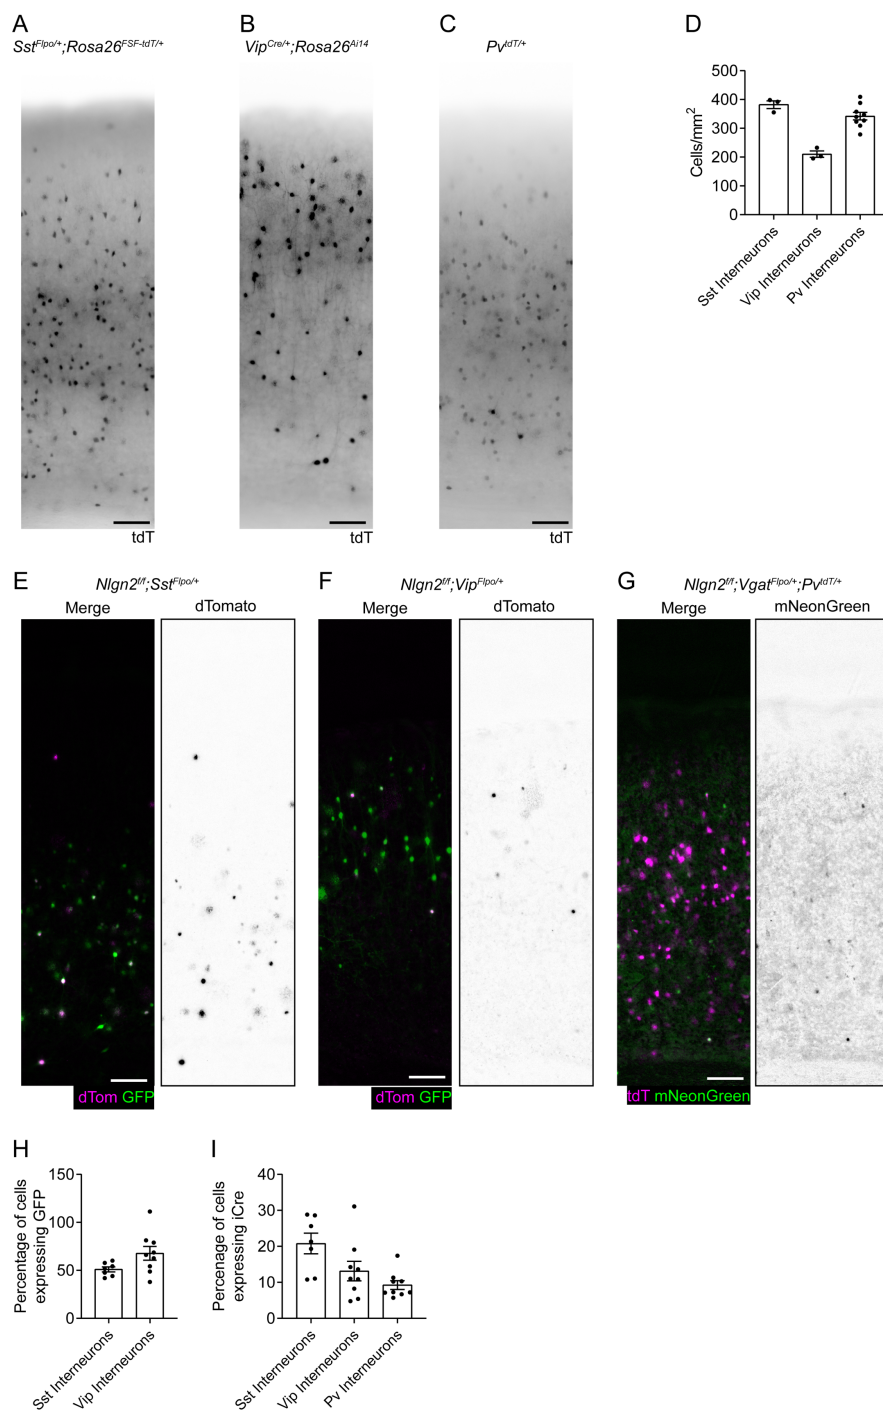 A
Sst^Flpo/+;Rosa26^FSF-tdT/+
tdT
B
Vip^Cre/+;Rosa26^Ai14
tdT
C
Pv^tdT/+
tdT
D
Cells/mm²
500
400
300
200
100
0
Sst Interneurons
Vip Interneurons
Pv Interneurons
E
Nlgn2^f/f;Sst^Flpo/+
Merge
dTomato
dTom GFP
F
Nlgn2^f/f;Vip^Flpo/+
Merge
dTomato
dTom GFP
G
Nlgn2^f/f;Vgat^Flpo/+;Pv^tdT/+
Merge
mNeonGreen
tdT mNeonGreen
H
Percentage of cells
expressing GFP
150
100
50
0
Sst Interneurons
Vip Interneurons
I
Percenage of cells
expressing iCre
40
30
20
10
0
Sst Interneurons
Vip Interneurons
Pv Interneurons